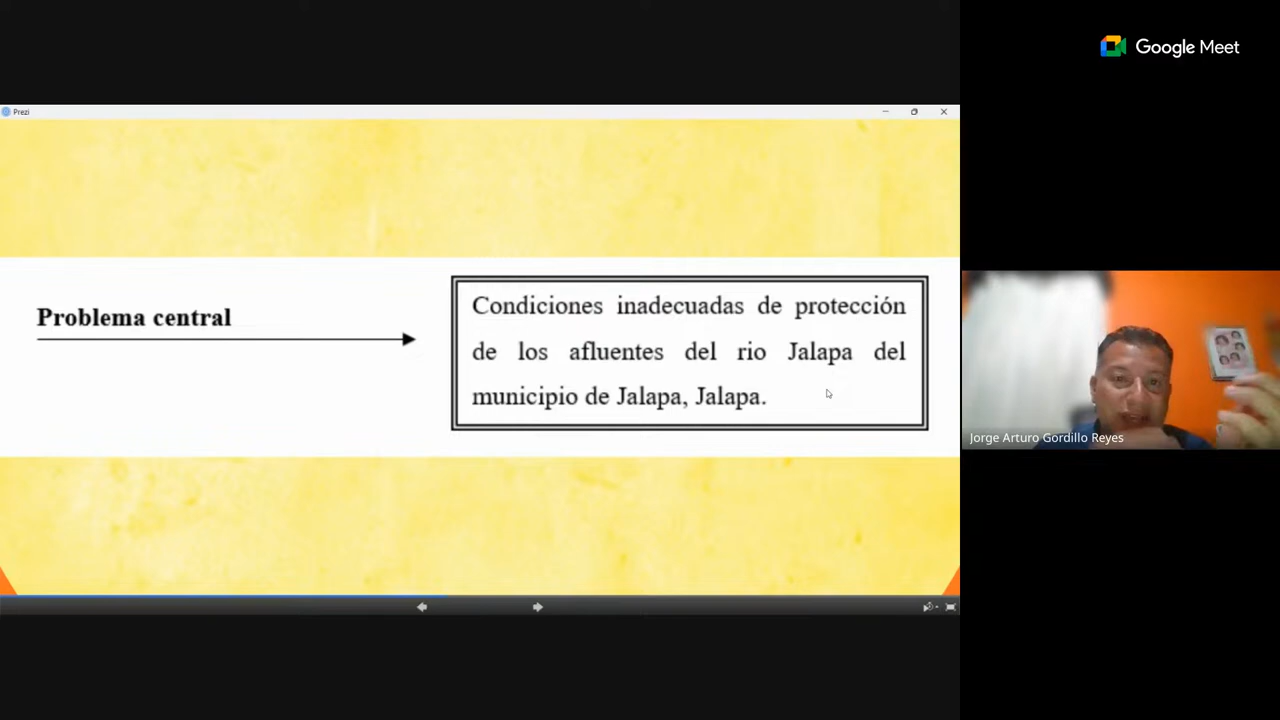 Google Meet
Prezi
Problema central
Condiciones inadecuadas de protección
de los afluentes del rio Jalapa del
municipio de Jalapa, Jalapa.
Jorge Arturo Gordillo Reyes